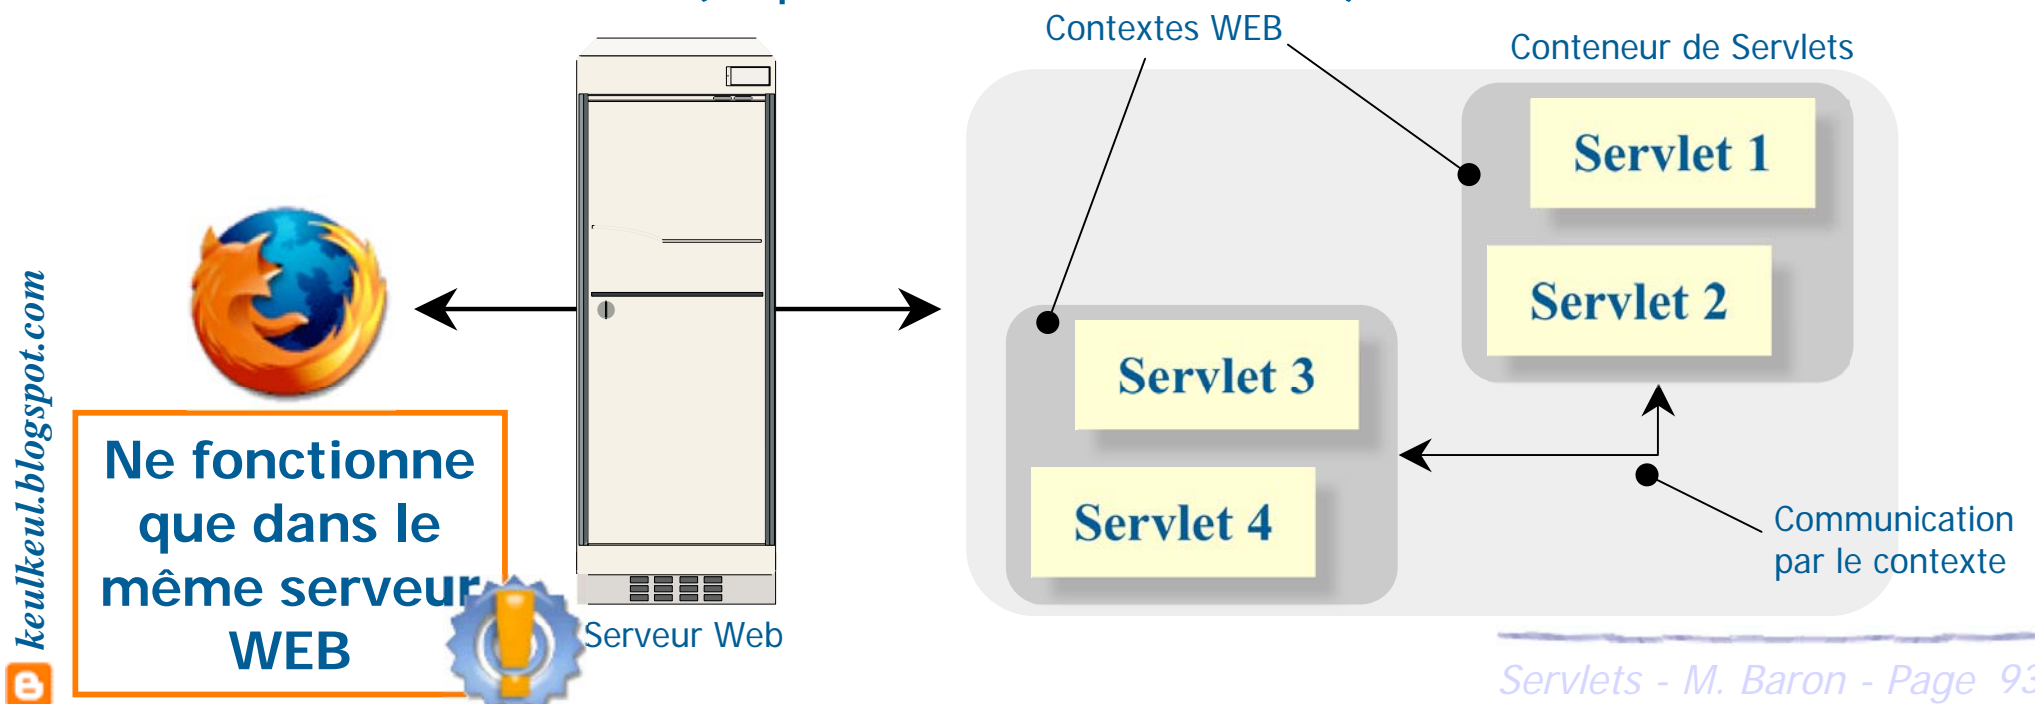 Contextes WEB
Conteneur de Servlets
Servlet 1
Servlet 2
Servlet 3
Servlet 4
Communication
par le contexte
Ne fonctionne
que dans le
même serveur
WEB
Serveur Web
keulkeul.blogspot.com
Servlets - M. Baron - Page 93